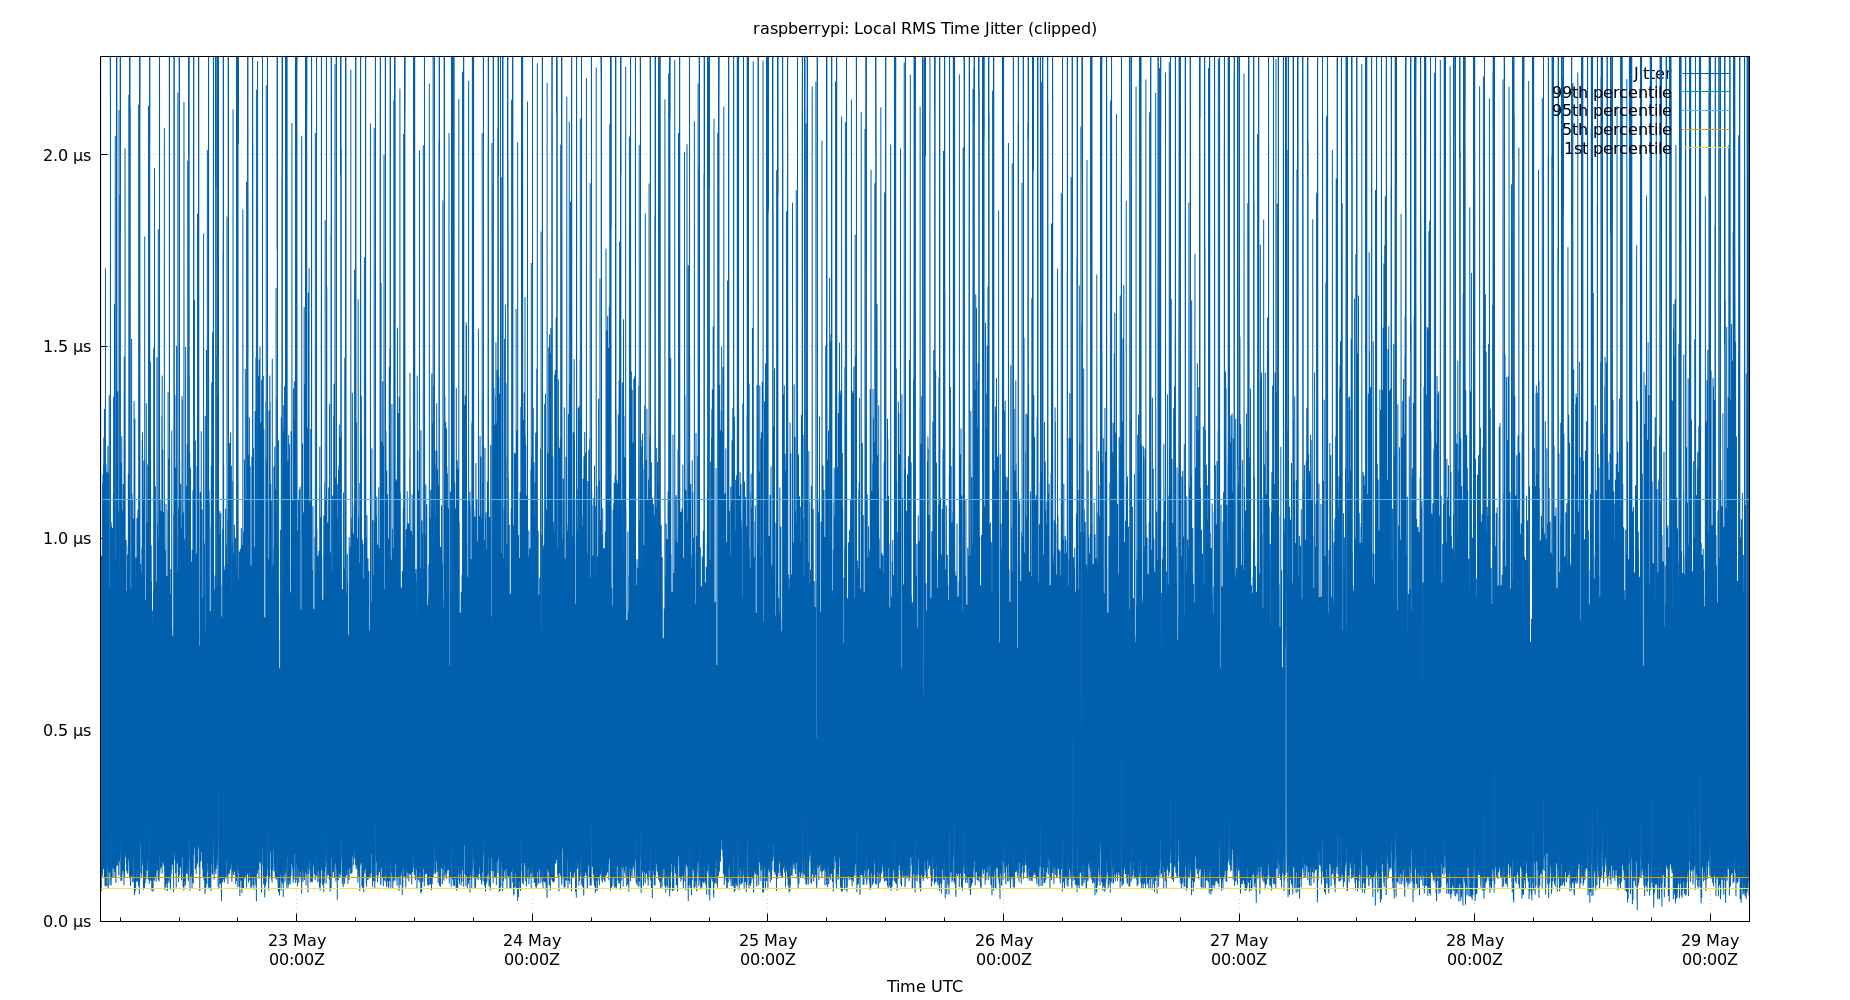 raspberrypi: Local RMS Time Jitter (clipped)
Jitter
99th percentile
95th percentile
5th percentile
1st percentile
2.0 μs
1.5 μs
1.0 μs
0.5 μs
0.0 μs
23 May 24 May 25 May 26 May 27 May 28 May 29 May
00:00Z 00:00Z 00:00Z 00:00Z 00:00Z 00:00Z 00:00Z
Time UTC